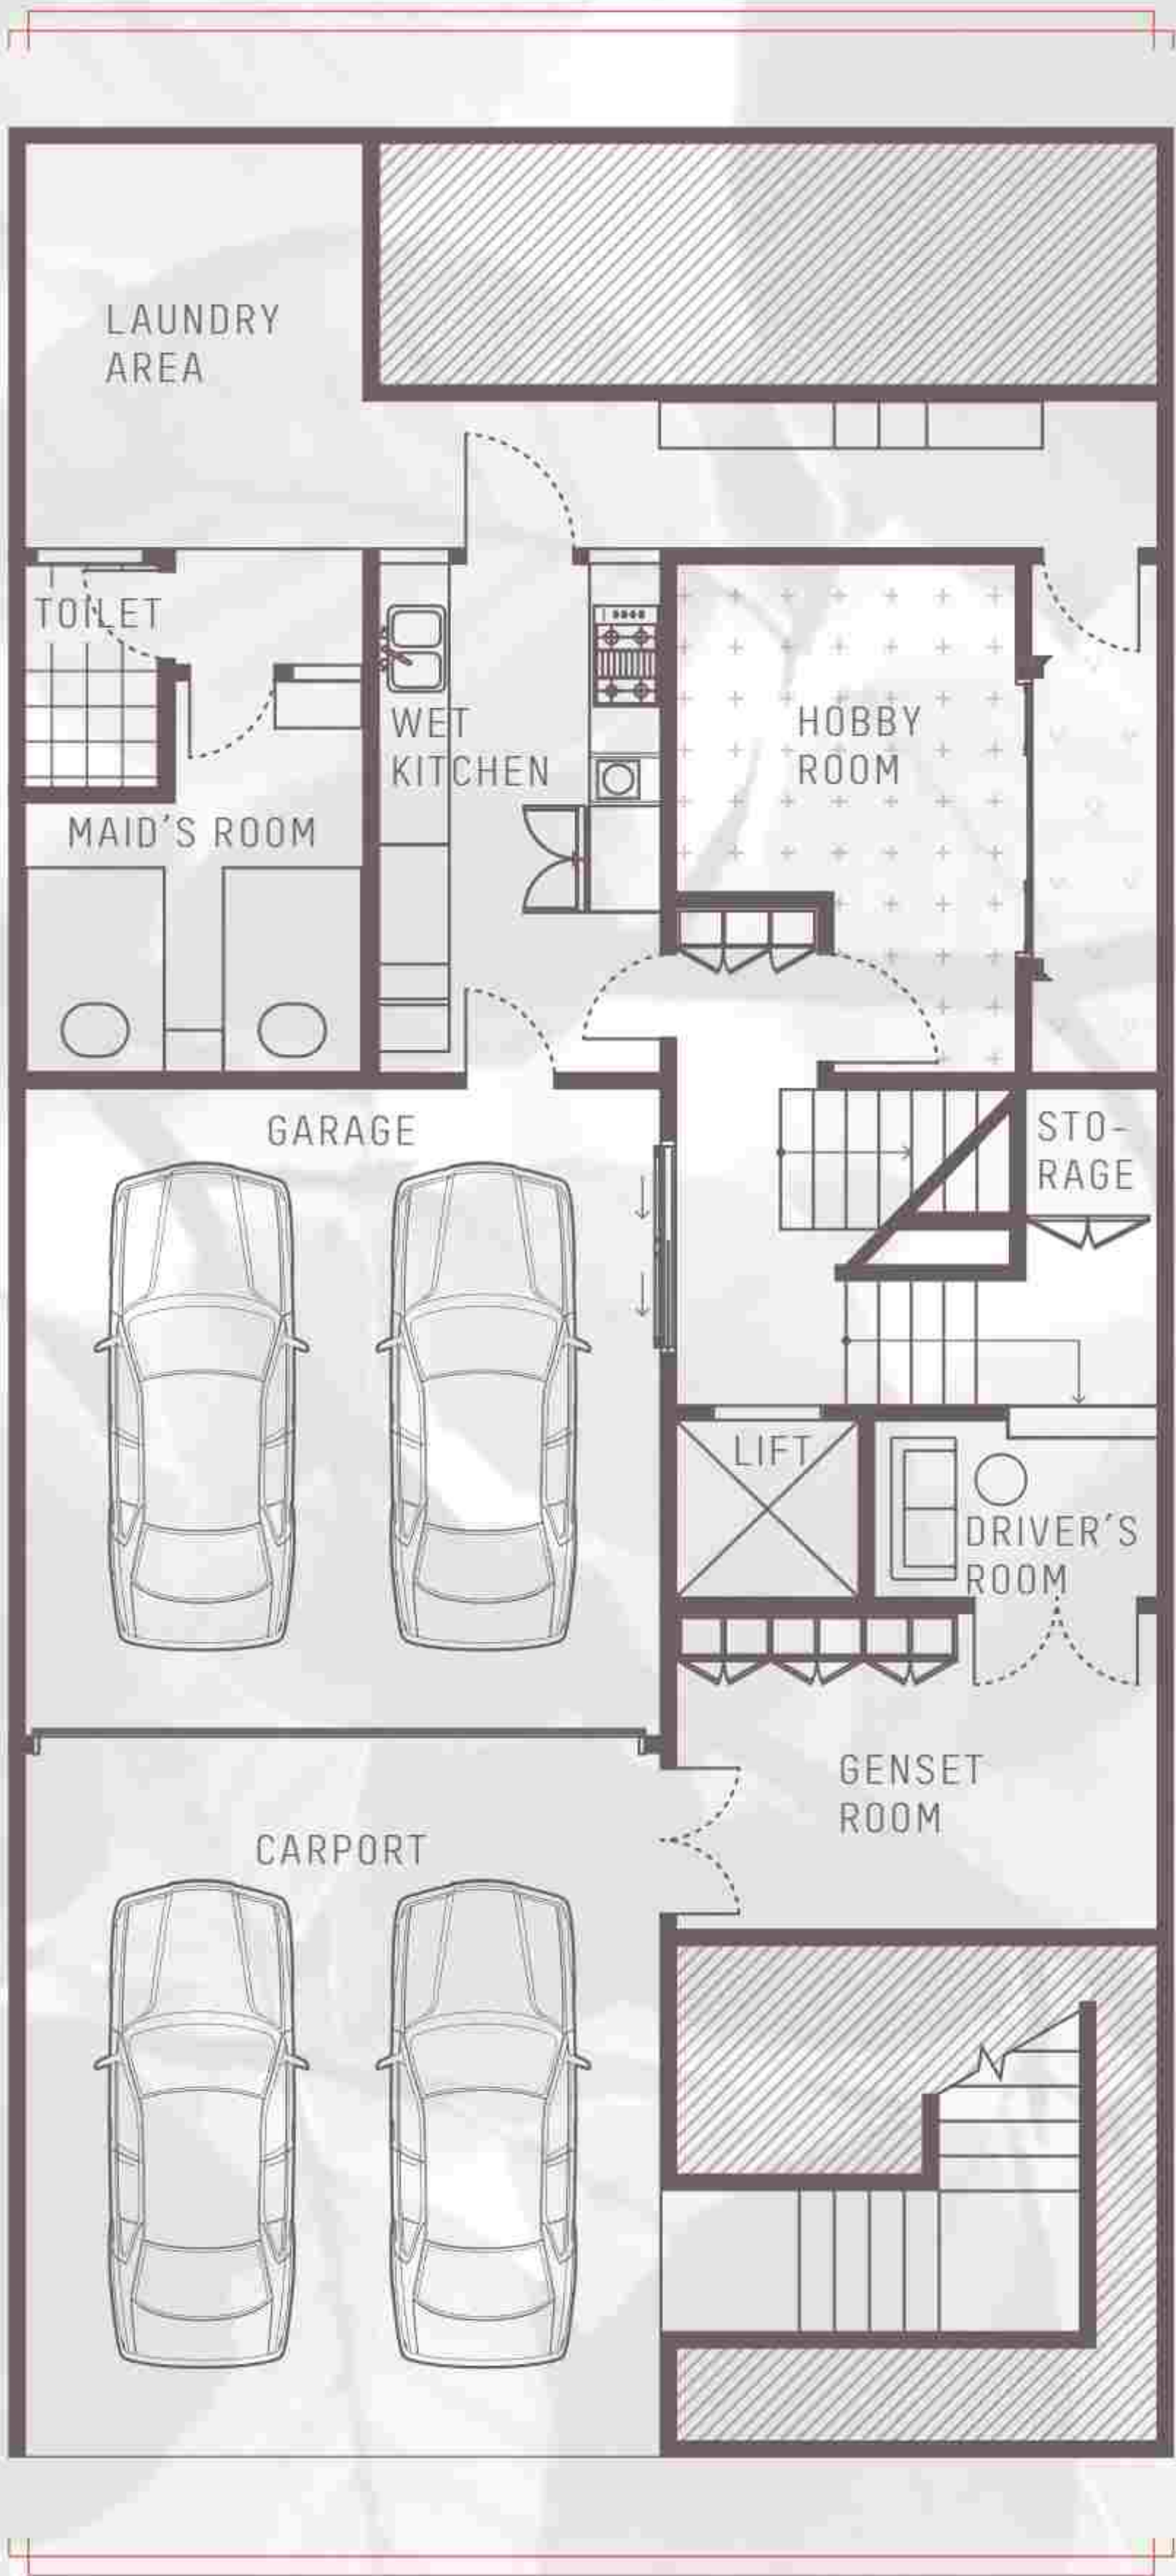 LAUNDRY
AREA
TOILET
WET
KITCHEN
HOBBY
ROOM
MAID'S ROOM
GARAGE
STO-
RAGE
LIFT
DRIVER'S
ROOM
GENSET
ROOM
CARPORT